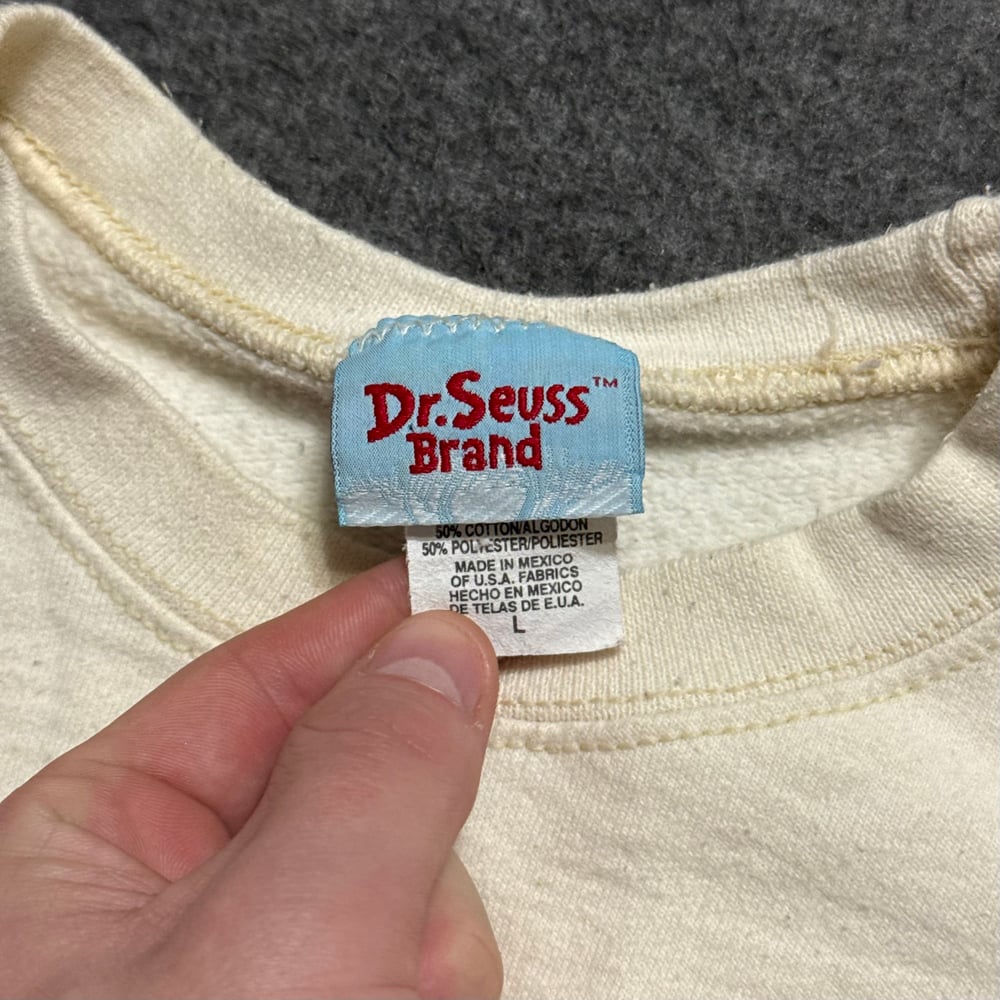 Dr. Seuss™
Brand
50% COTTON/ALGODON
50% POLYESTER/POLIESTER
MADE IN MEXICO
OF U.S.A. FABRICS
HECHO EN MEXICO
DE TELAS DE E.U.A.
L